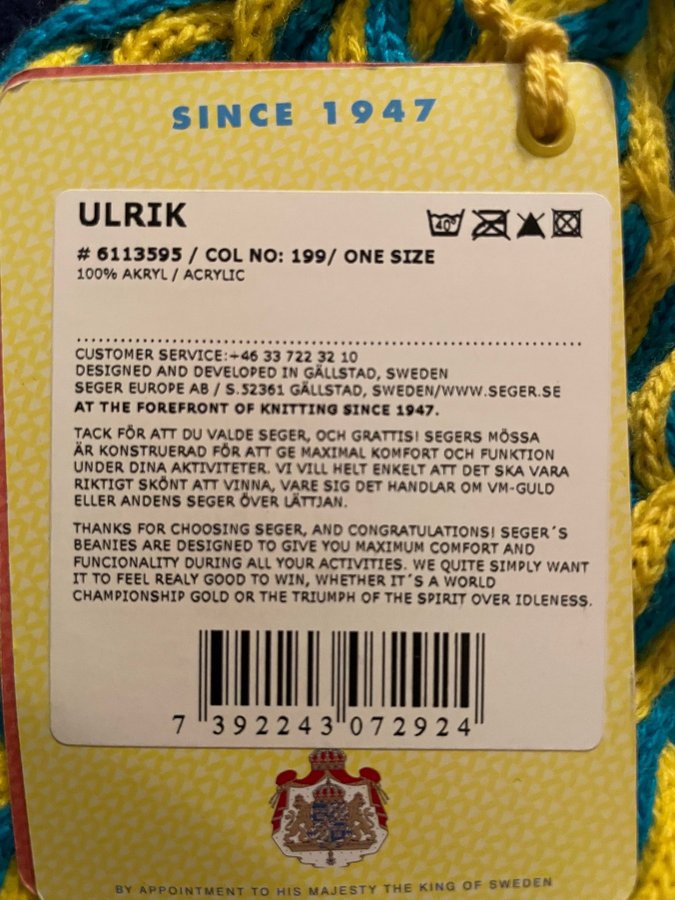 SINCE 1947
ULRIK
40°
# 6113595 / COL NO: 199/ ONE SIZE
100% AKRYL / ACRYLIC
CUSTOMER SERVICE:+46 33 722 32 10
DESIGNED AND DEVELOPED IN GÄLLSTAD, SWEDEN
SEGER EUROPE AB / S.52361 GÄLLSTAD, SWEDEN/WWW.SEGER.SE
AT THE FOREFRONT OF KNITTING SINCE 1947.
TACK FÖR ATT DU VALDE SEGER, OCH GRATTIS! SEGERS MÖSSA
ÄR KONSTRUERAD FÖR ATT GE MAXIMAL KOMFORT OCH FUNKTION
UNDER DINA AKTIVITETER. VI VILL HELT ENKELT ATT DET SKA VARA
RIKTIGT SKÖNT ATT VINNA, VARE SIG DET HANDLAR OM VM-GULD
ELLER ANDENS SEGER ÖVER LÄTTJAN.
THANKS FOR CHOOSING SEGER, AND CONGRATULATIONS! SEGER´S
BEANIES ARE DESIGNED TO GIVE YOU MAXIMUM COMFORT AND
FUNCIONALITY DURING ALL YOUR ACTIVITIES. WE QUITE SIMPLY WANT
IT TO FEEL REALY GOOD TO WIN, WHETHER IT´S A WORLD
CHAMPIONSHIP GOLD OR THE TRIUMPH OF THE SPIRIT OVER IDLENESS.
7 392243 072924
BY APPOINTMENT TO HIS MAJESTY THE KING OF SWEDEN